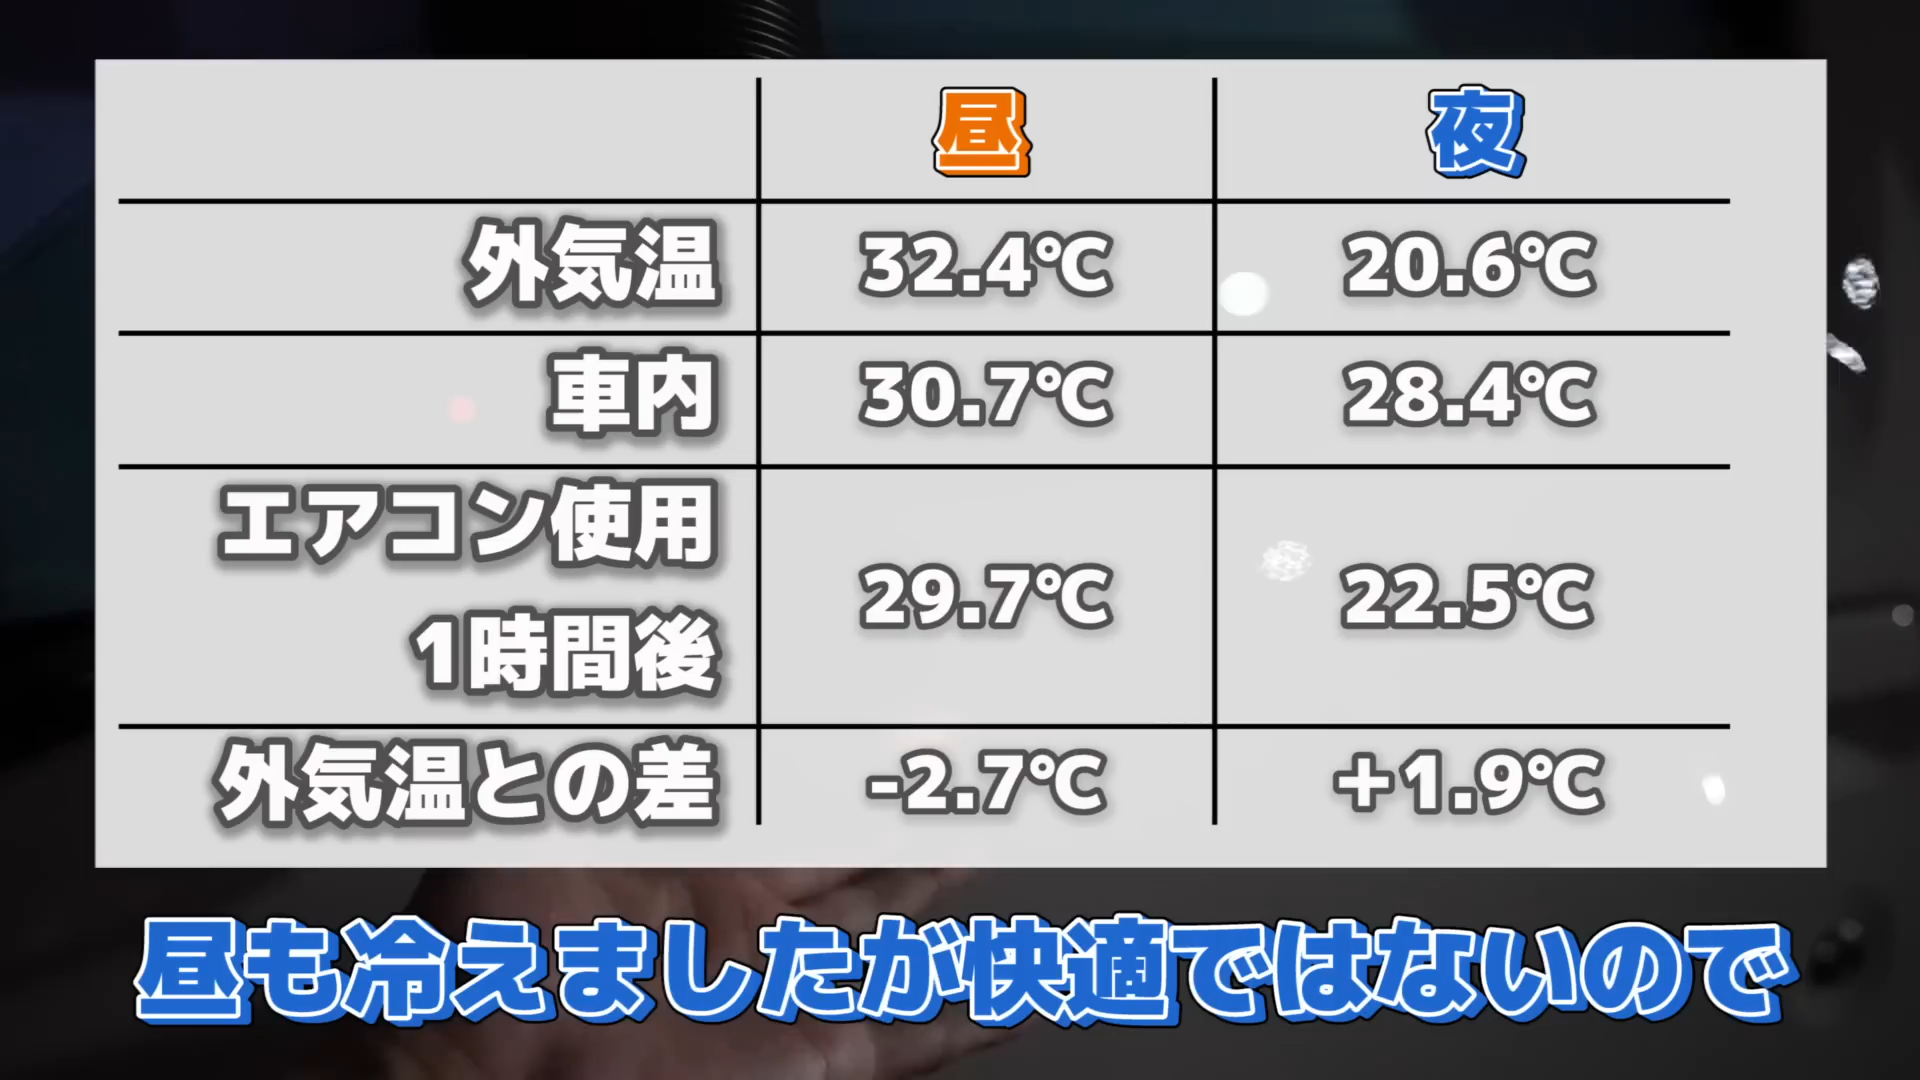 昼 夜
外気温 32.4℃ 20.6℃
車内 30.7℃ 28.4℃
エアコン使用
1時間後 29.7℃ 22.5℃
外気温との差 -2.7℃ +1.9℃
昼も冷えましたが快適ではないので